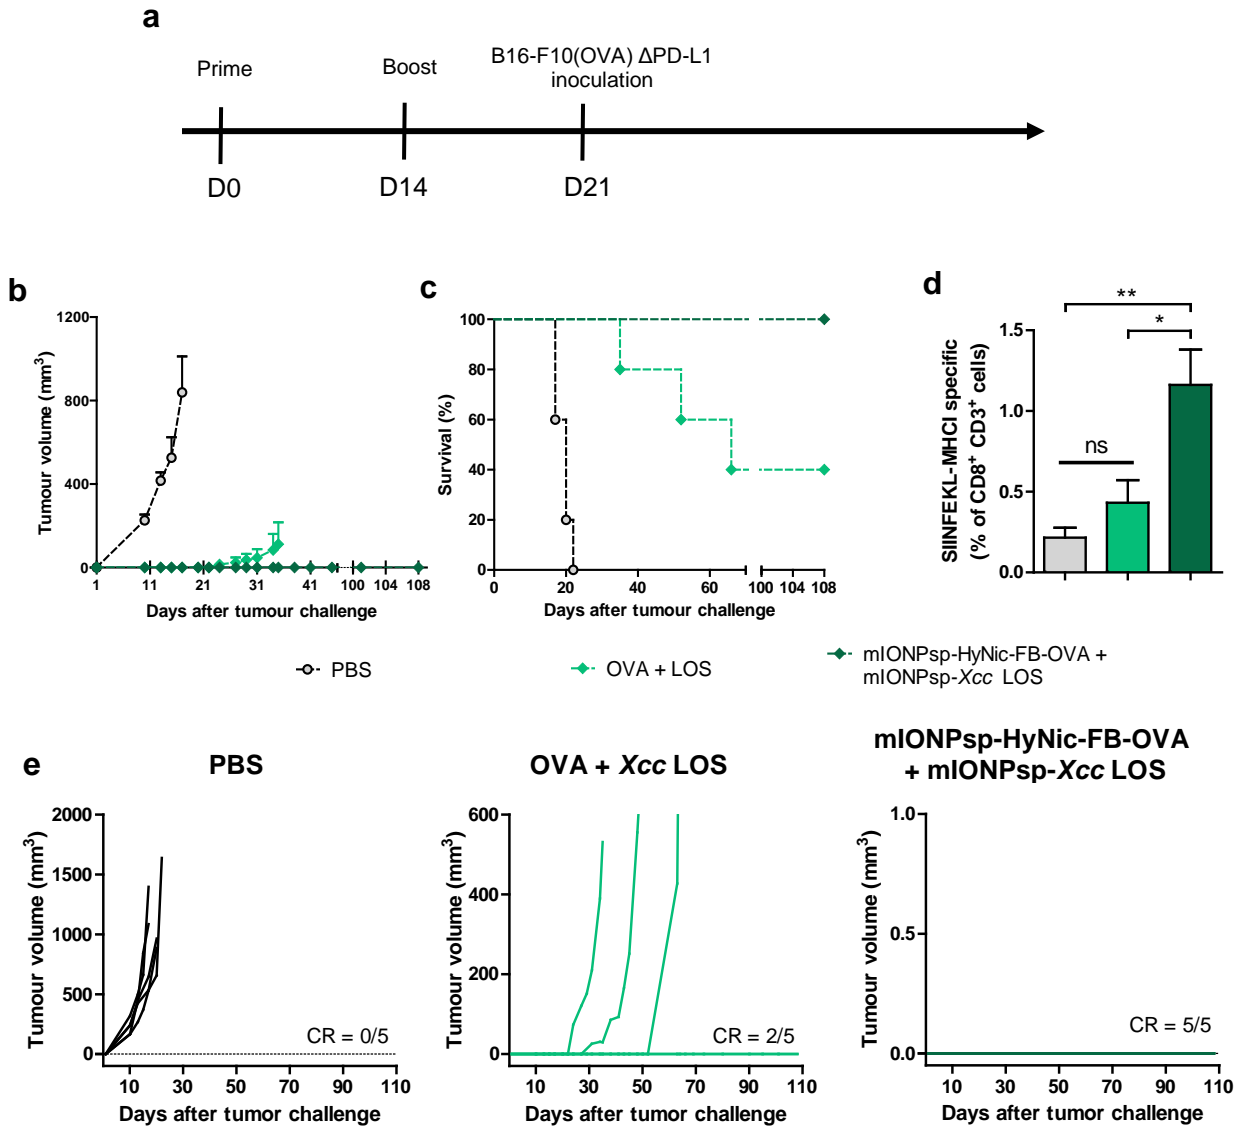 a
Prime
Boost
B16-F10(OVA) ΔPD-L1
inoculation
D0
D14
D21
b
Tumour volume (mm³)
1200
800
400
0
1
11
21
31
41
100
104
108
Days after tumour challenge
c
Survival (%)
100
80
60
40
20
0
0
20
40
60
100
104
108
Days after tumour challenge
d
SIINFEKL-MHCI specific
(% of CD8⁺ CD3⁺ cells)
1.5
1.0
0.5
0.0
**
*
ns
PBS
OVA + LOS
mIONPsp-HyNic-FB-OVA +
mIONPsp-Xcc LOS
e
PBS
Tumour volume (mm³)
2000
1500
1000
500
0
CR = 0/5
10
30
50
70
90
110
Days after tumor challenge
OVA + Xcc LOS
Tumour volume (mm³)
600
400
200
0
CR = 2/5
10
30
50
70
90
110
Days after tumor challenge
mIONPsp-HyNic-FB-OVA
+ mIONPsp-Xcc LOS
Tumour volume (mm³)
1.0
0.5
0.0
CR = 5/5
10
30
50
70
90
110
Days after tumor challenge